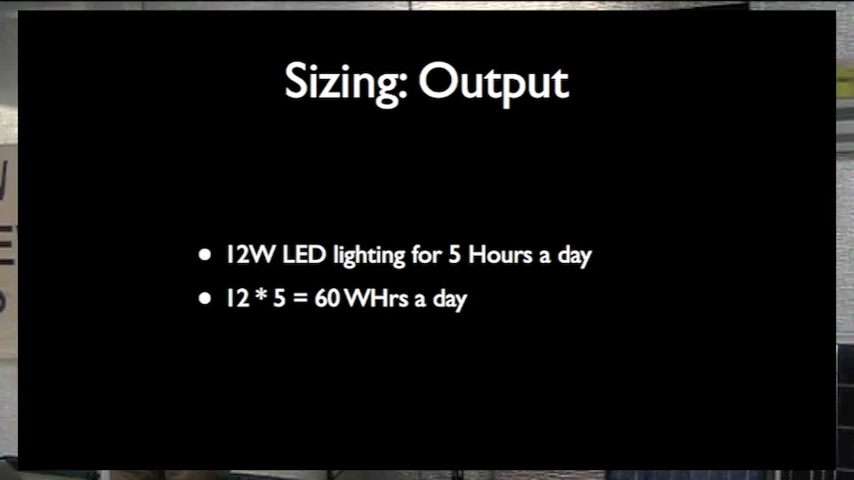 Sizing: Output
• 12W LED lighting for 5 Hours a day
• 12 * 5 = 60 WHrs a day